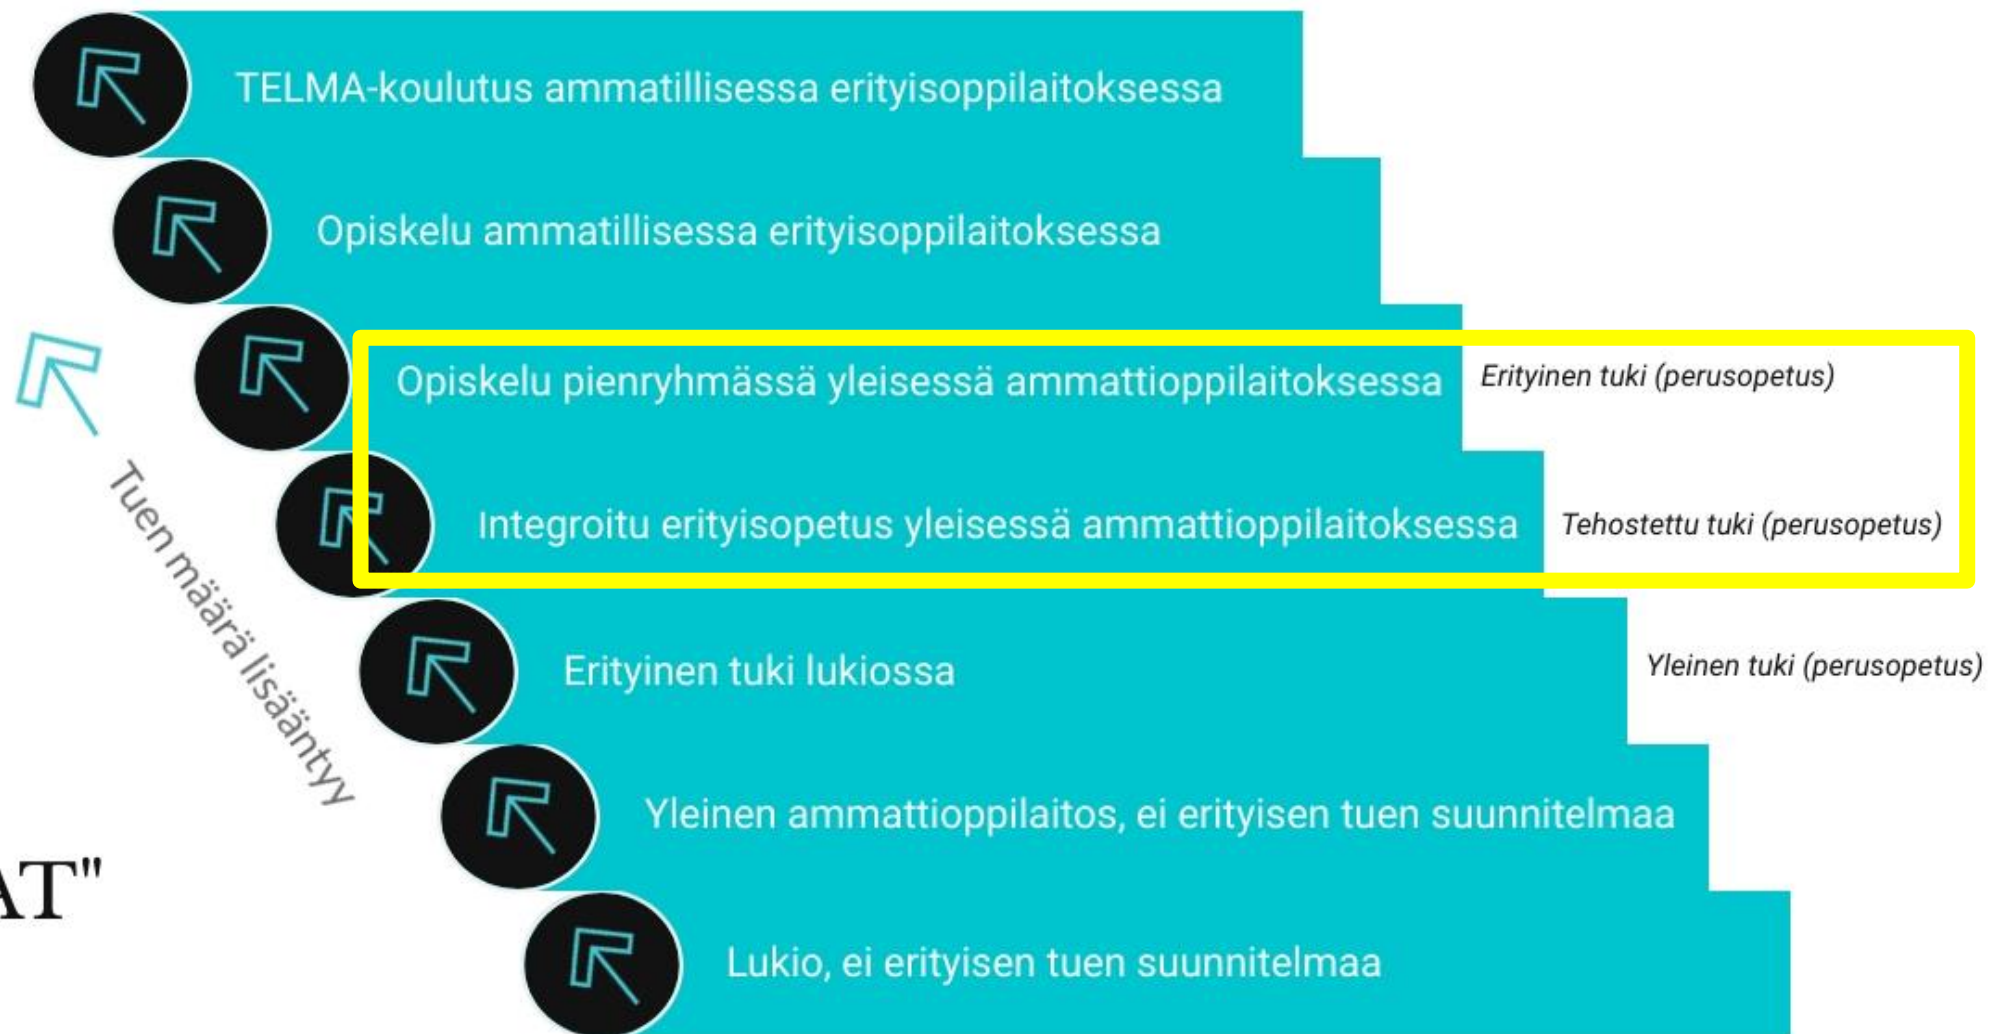 TELMA-koulutus ammatillisessa erityisoppilaitoksessa
Opiskelu ammatillisessa erityisoppilaitoksessa
Opiskelu pienryhmässä yleisessä ammattioppilaitoksessa
Erityinen tuki (perusopetus)
Integroitu erityisopetus yleisessä ammattioppilaitoksessa
Tehostettu tuki (perusopetus)
Tuen määrä lisääntyy
Erityinen tuki lukiossa
Yleinen tuki (perusopetus)
Yleinen ammattioppilaitos, ei erityisen tuen suunnitelmaa
AT"
Lukio, ei erityisen tuen suunnitelmaa